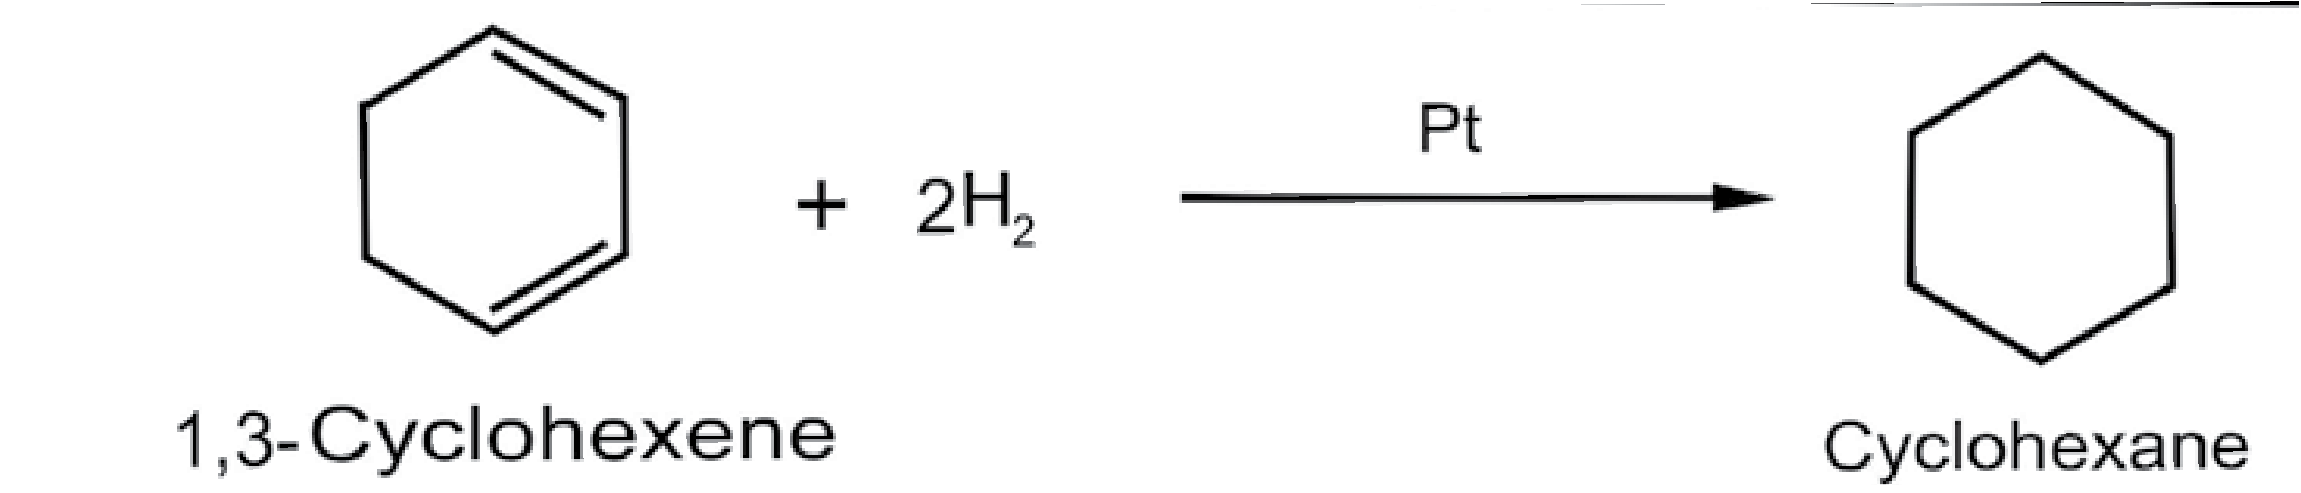 Pt
+ 2H₂
1,3-Cyclohexene
Cyclohexane